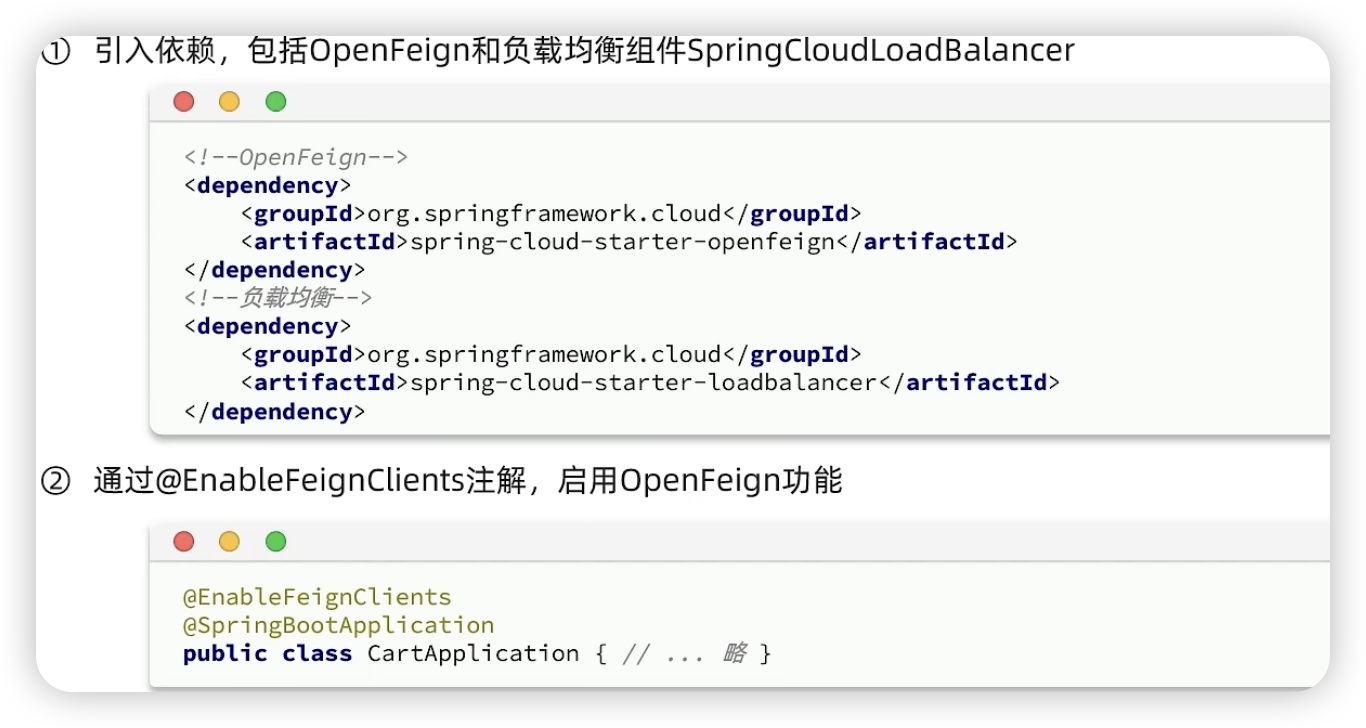 ① 引入依赖，包括OpenFeign和负载均衡组件SpringCloudLoadBalancer
<!--OpenFeign-->
<dependency>
    <groupId>org.springframework.cloud</groupId>
    <artifactId>spring-cloud-starter-openfeign</artifactId>
</dependency>
<!--负载均衡-->
<dependency>
    <groupId>org.springframework.cloud</groupId>
    <artifactId>spring-cloud-starter-loadbalancer</artifactId>
</dependency>
② 通过@EnableFeignClients注解，启用OpenFeign功能
@EnableFeignClients
@SpringBootApplication
public class CartApplication { // ... 略 }